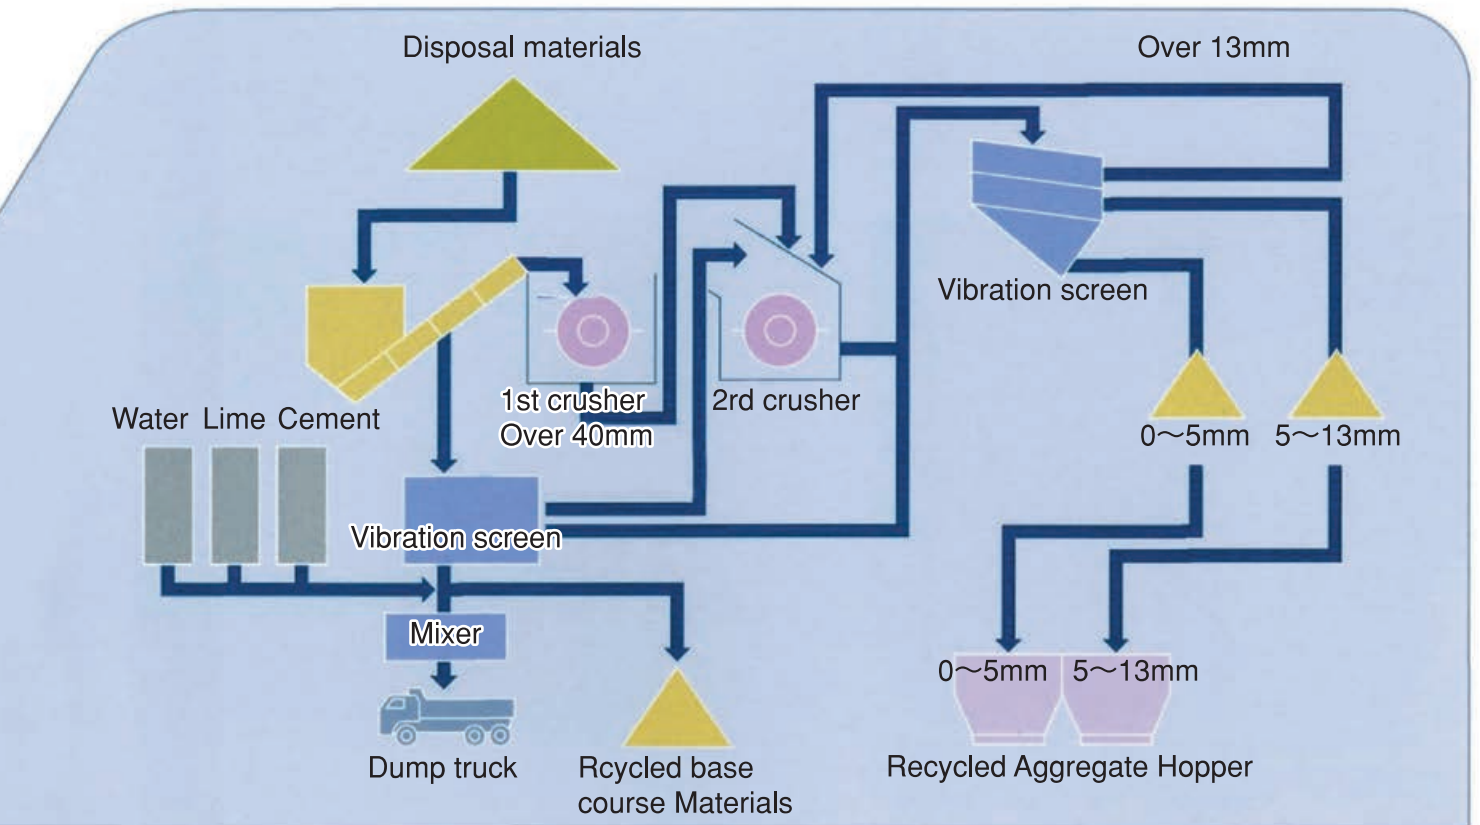 Disposal materials
Over 13mm
Vibration screen
1st crusher
Over 40mm
2rd crusher
Water Lime Cement
0～5mm 5～13mm
Vibration screen
Mixer
0～5mm 5～13mm
Dump truck
Rcycled base
course Materials
Recycled Aggregate Hopper